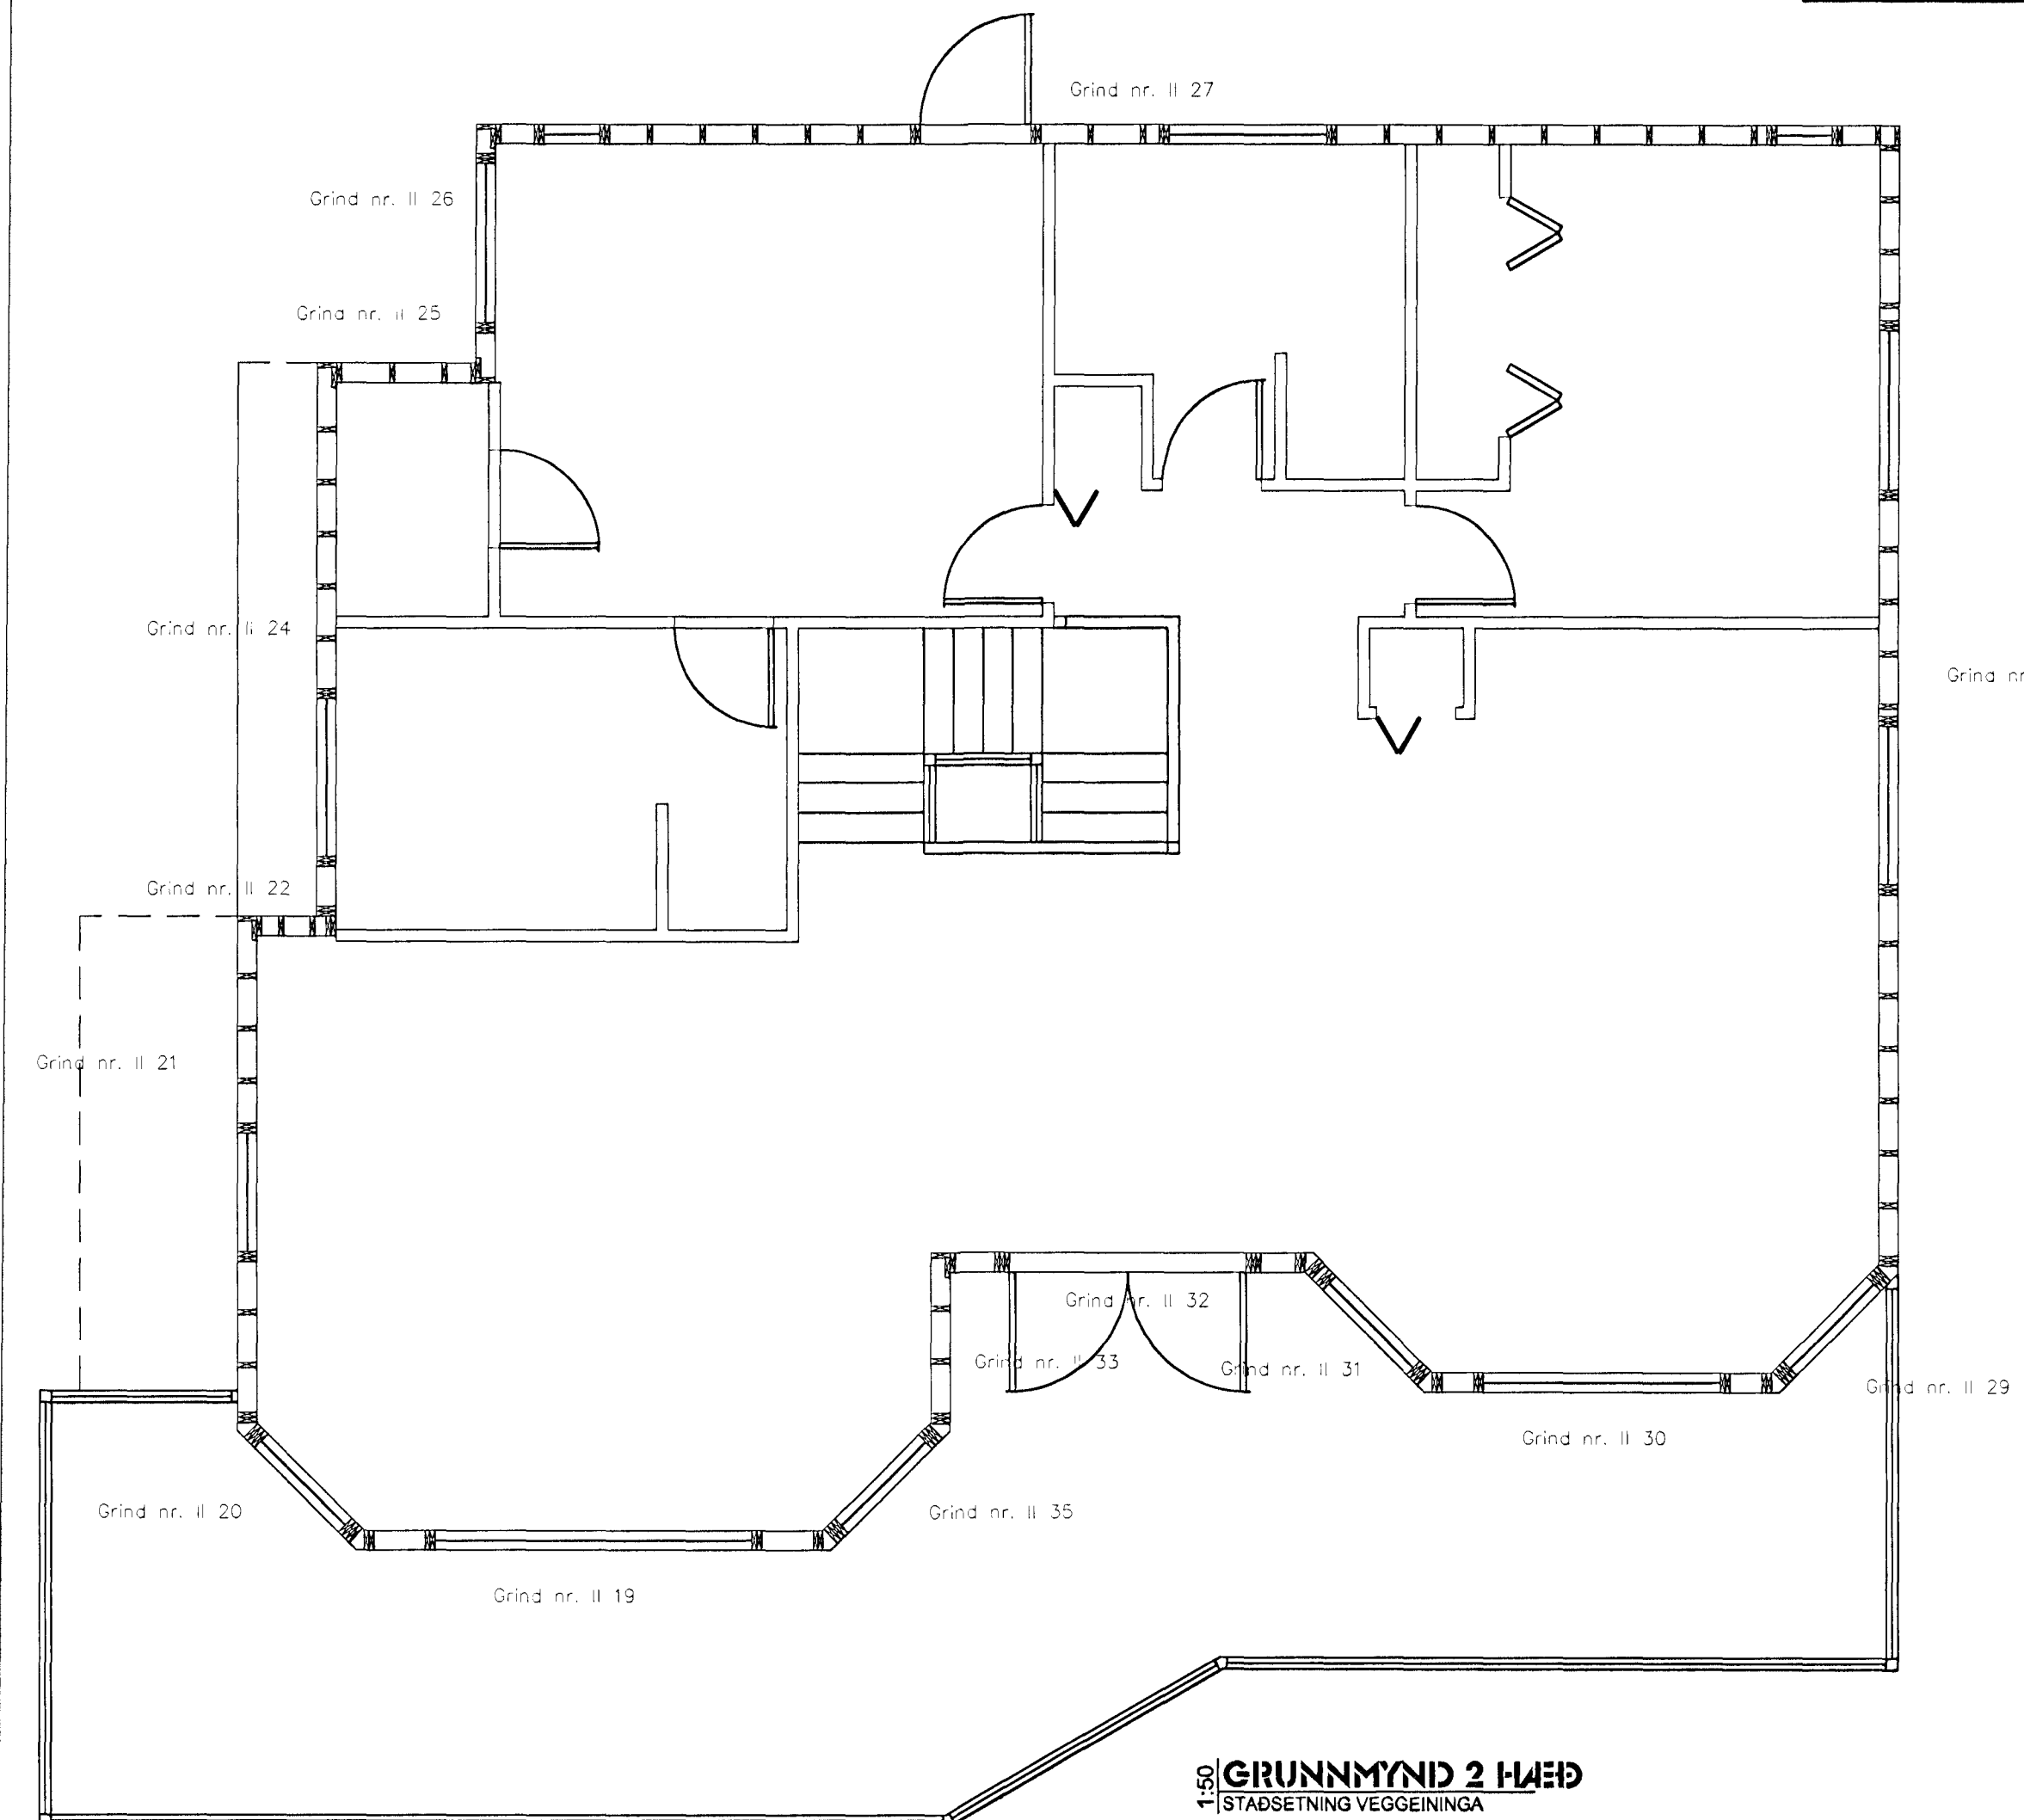 Grind nr. II 27
Grind nr. II 26
Grind nr. II 25
Grind nr. II 24
Grind nr
Grind nr. II 22
Grind nr. II 21
Grind nr. II 32
Grind nr. II 33
Grind nr. II 31
Grind nr. II 29
Grind nr. II 30
Grind nr. II 20
Grind nr. II 35
Grind nr. II 19
1:50
GRUNNMYND 2 HÆÐ
STAÐSETNING VEGGEININGA